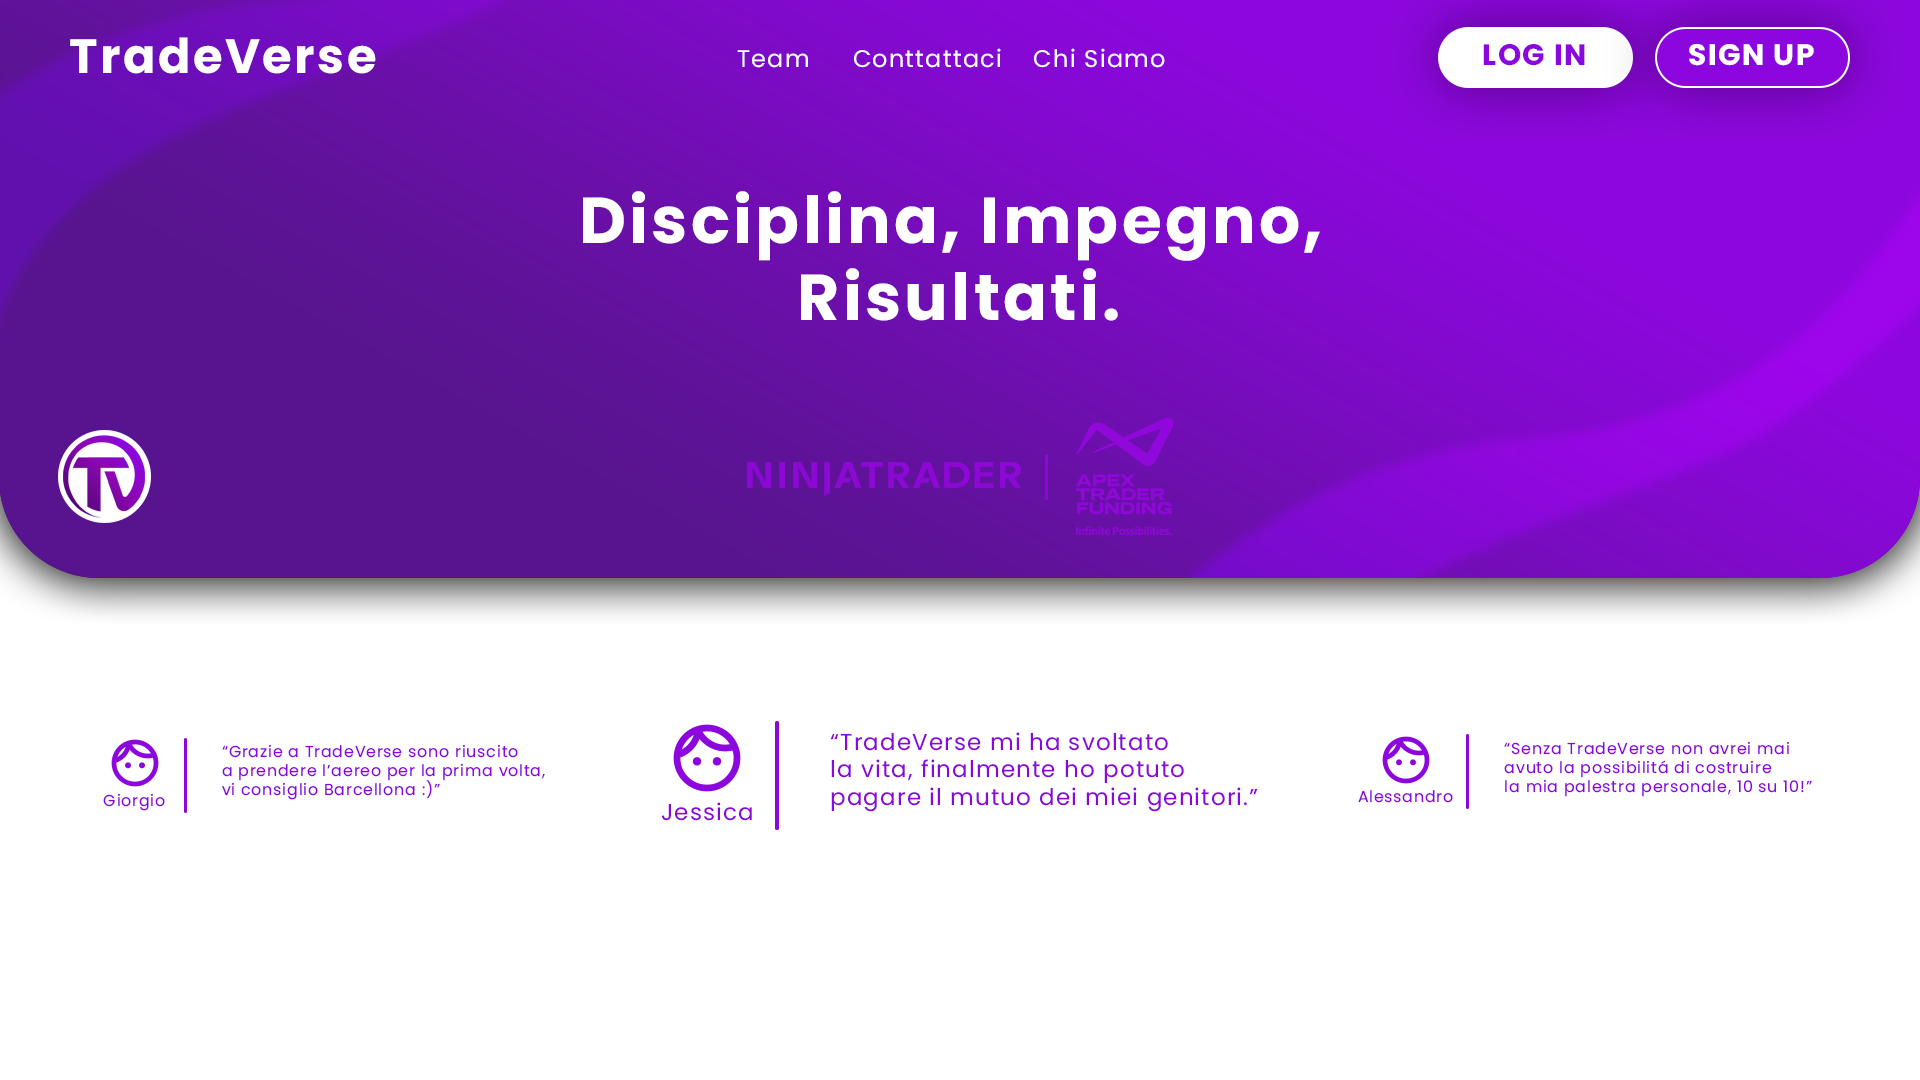 TradeVerse
Team
Conttattaci
Chi Siamo
LOG IN
SIGN UP
Disciplina, Impegno,
Risultati.
TV
NINJATRADER
APEX
TRADER
FUNDING
Infinite Possibilities.
Giorgio
“Grazie a TradeVerse sono riuscito
a prendere l’aereo per la prima volta,
vi consiglio Barcellona :)”
Jessica
“TradeVerse mi ha svoltato
la vita, finalmente ho potuto
pagare il mutuo dei miei genitori.”
Alessandro
“Senza TradeVerse non avrei mai
avuto la possibilitá di costruire
la mia palestra personale, 10 su 10!”